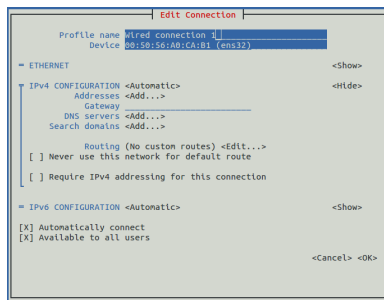 Edit Connection
Profile name Wired connection 1
Device 00:50:56:A0:CA:B1 (ens32)
= ETHERNET <Show>
IPv4 CONFIGURATION <Automatic> <Hide>
Addresses <Add...>
Gateway
DNS servers <Add...>
Search domains <Add...>
Routing (No custom routes) <Edit...>
[ ] Never use this network for default route
[ ] Require IPv4 addressing for this connection
= IPv6 CONFIGURATION <Automatic> <Show>
[X] Automatically connect
[X] Available to all users
<Cancel> <OK>